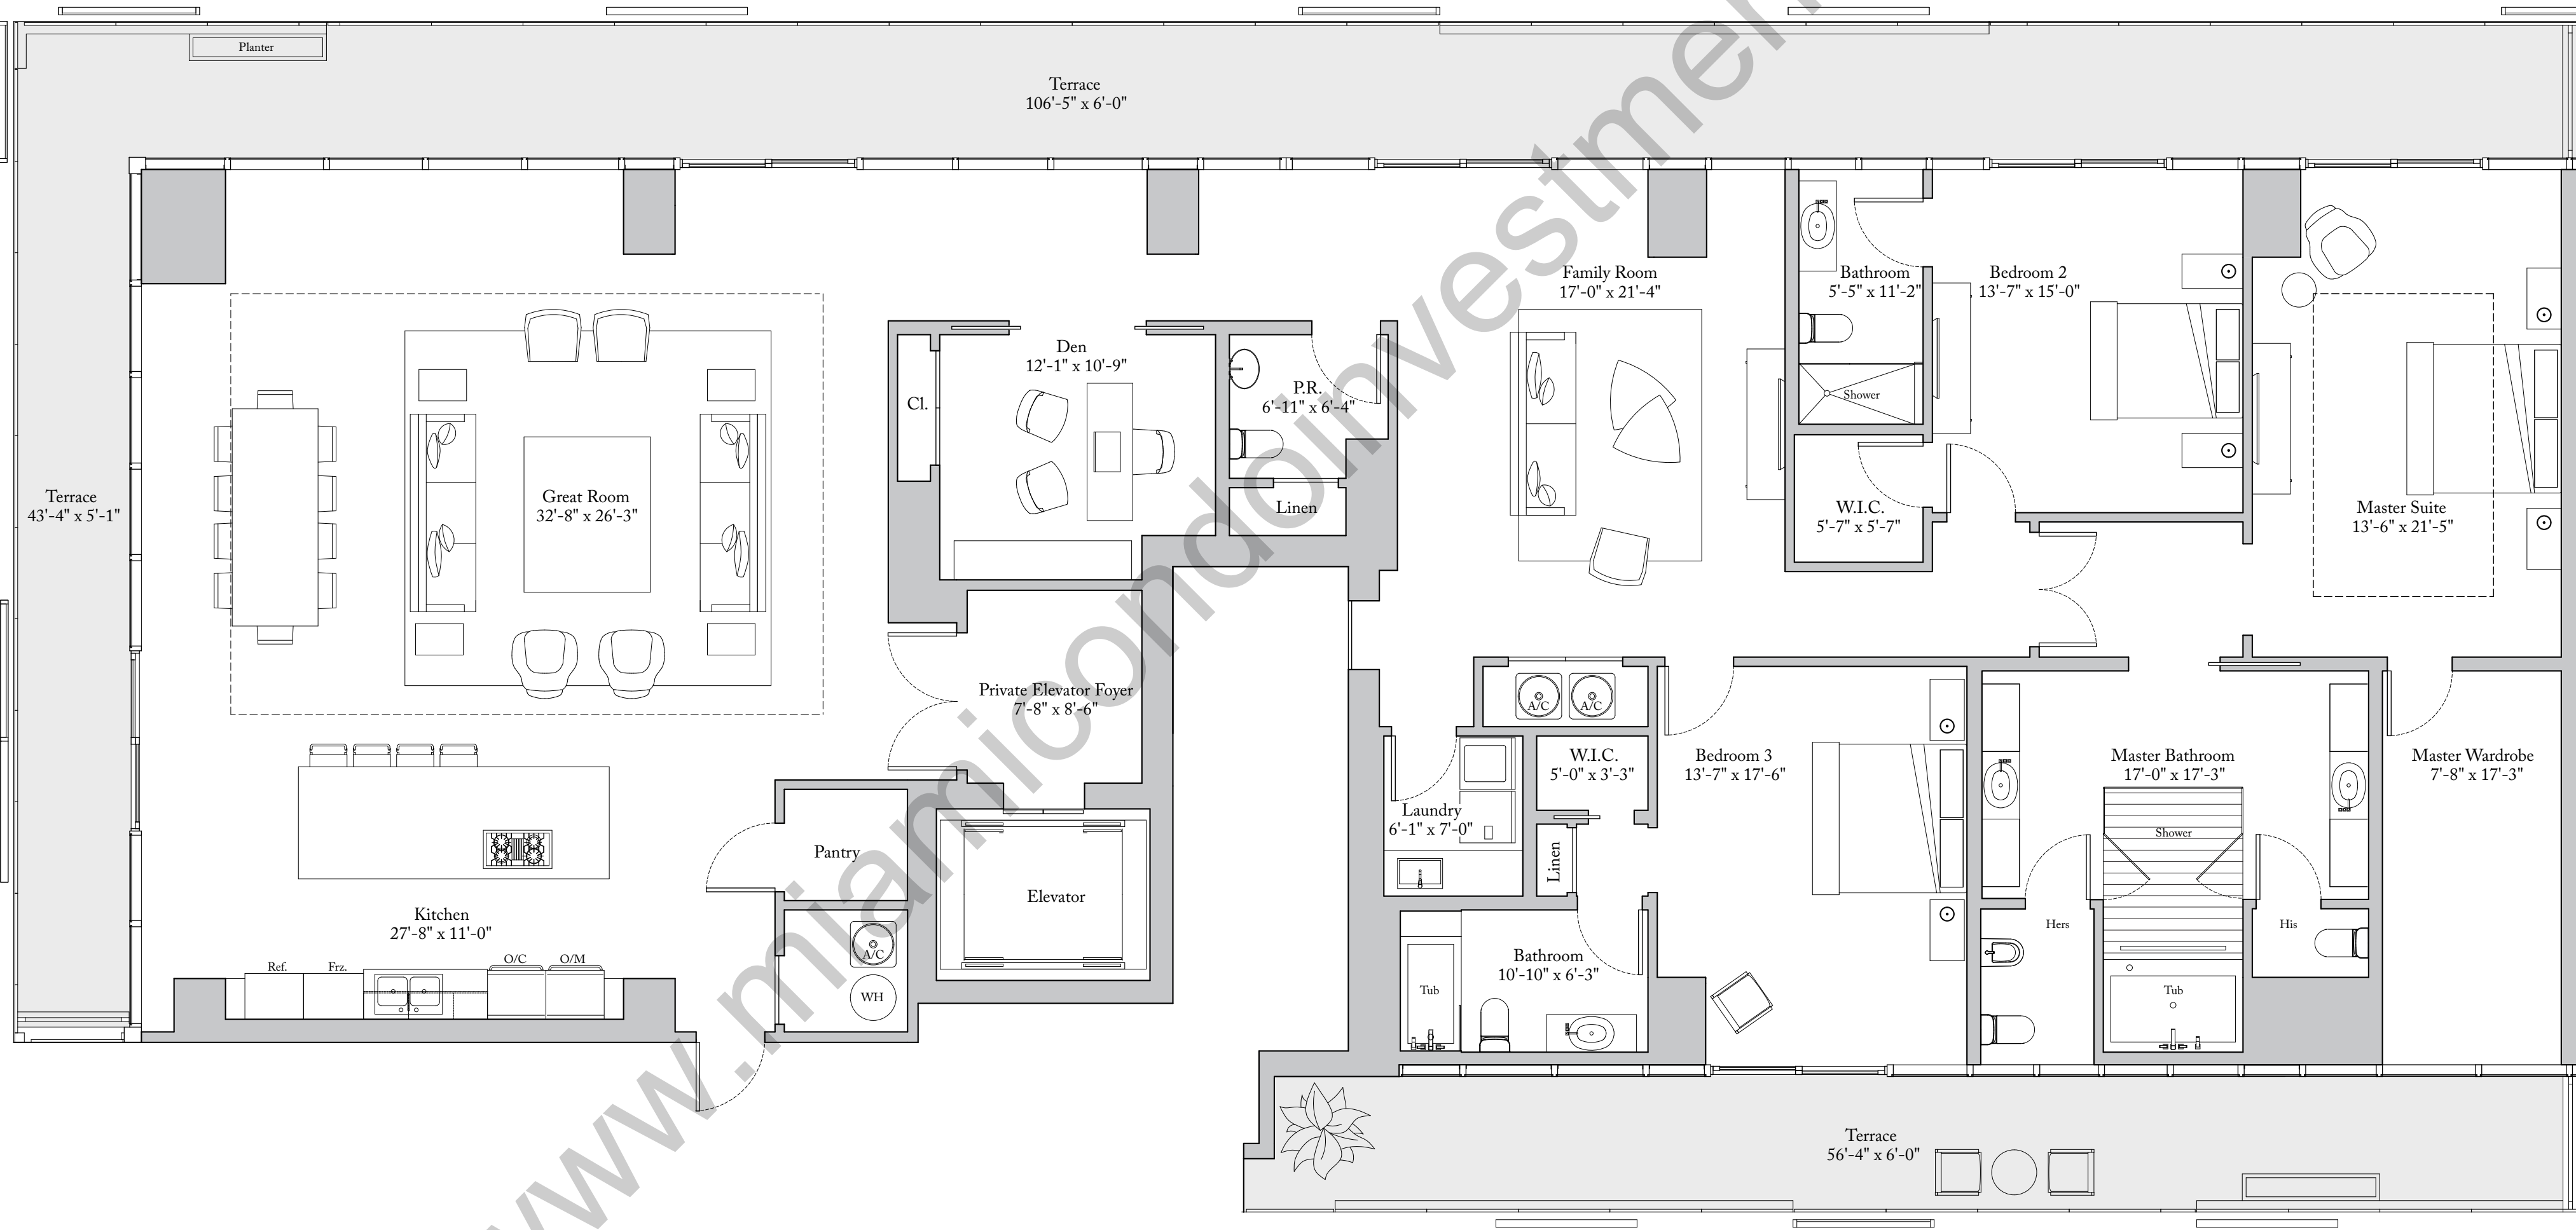 Planter
Terrace
106'-5" x 6'-0"
Terrace
43'-4" x 5'-1"
Great Room
32'-8" x 26'-3"
Kitchen
27'-8" x 11'-0"
Ref.
Frz.
O/C
O/M
Cl.
Den
12'-1" x 10'-9"
P.R.
6'-11" x 6'-4"
Linen
Private Elevator Foyer
7'-8" x 8'-6"
Pantry
Elevator
A/C
WH
Family Room
17'-0" x 21'-4"
Bathroom
5'-5" x 11'-2"
Shower
W.I.C.
5'-7" x 5'-7"
Bedroom 2
13'-7" x 15'-0"
Master Suite
13'-6" x 21'-5"
A/C
A/C
Laundry
6'-1" x 7'-0"
W.I.C.
5'-0" x 3'-3"
Linen
Bedroom 3
13'-7" x 17'-6"
Bathroom
10'-10" x 6'-3"
Tub
Master Bathroom
17'-0" x 17'-3"
Shower
Hers
His
Tub
Master Wardrobe
7'-8" x 17'-3"
Terrace
56'-4" x 6'-0"